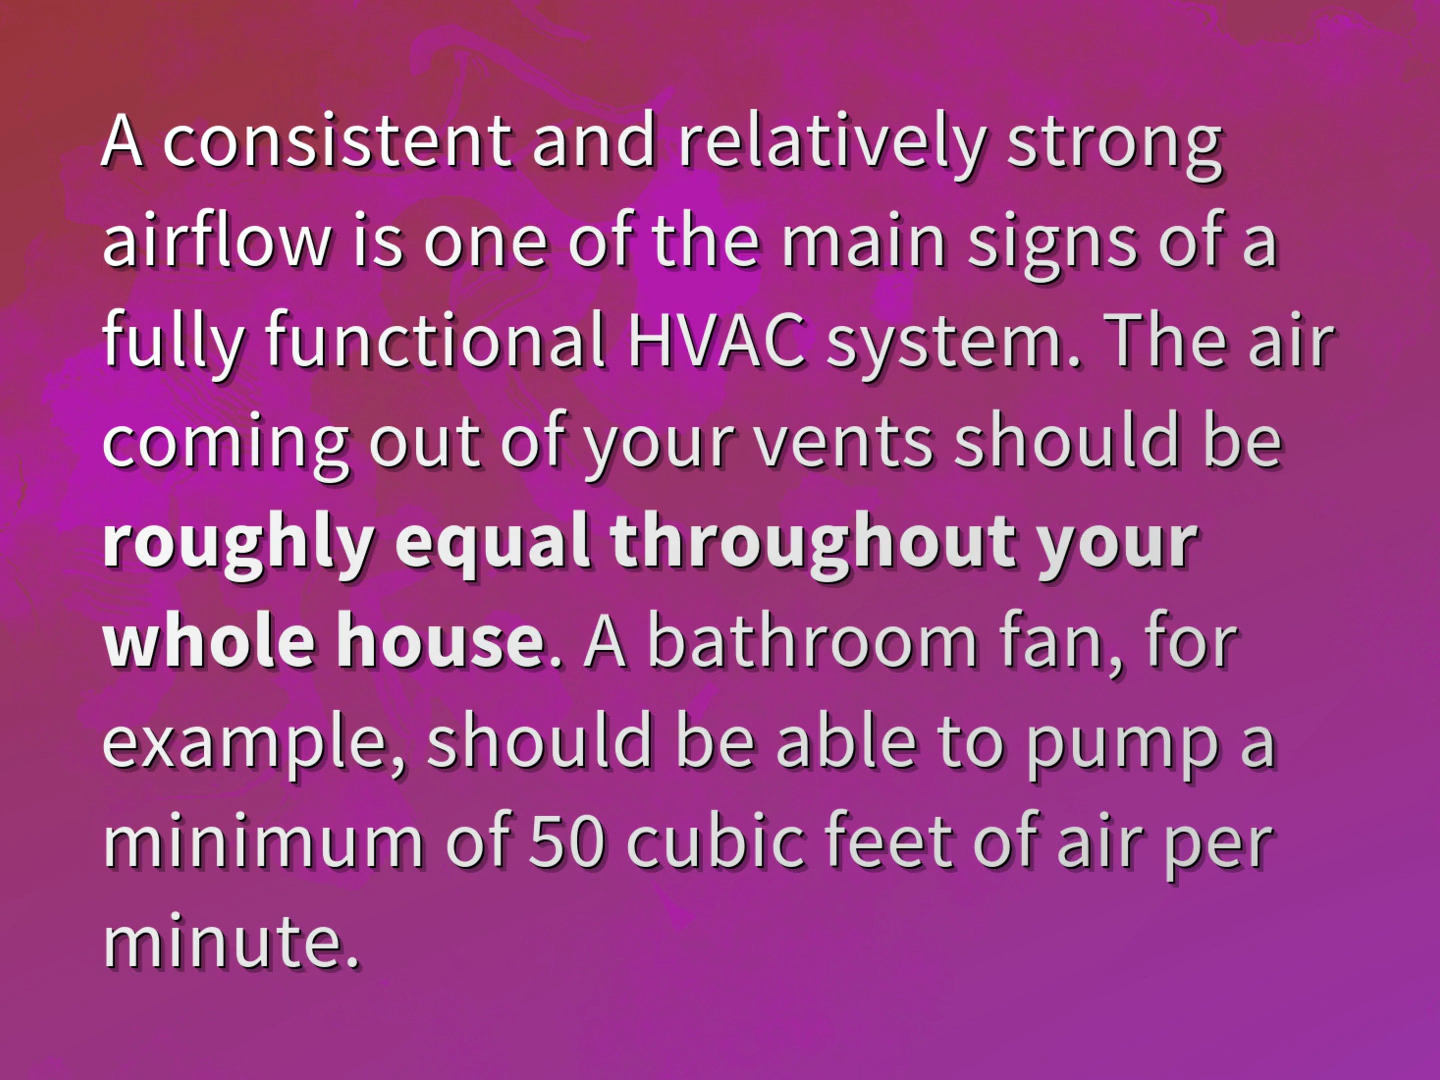 A consistent and relatively strong
airflow is one of the main signs of a
fully functional HVAC system. The air
coming out of your vents should be
roughly equal throughout your
whole house. A bathroom fan, for
example, should be able to pump a
minimum of 50 cubic feet of air per
minute.